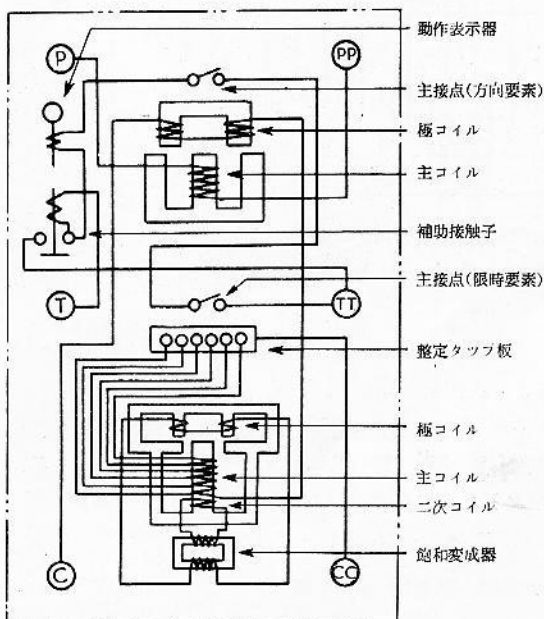 動作表示器
P
PP
主接点(方向要素)
極コイル
主コイル
補助接触子
主接点(限時要素)
T
TT
整定タップ板
極コイル
主コイル
二次コイル
飽和変成器
C
CC